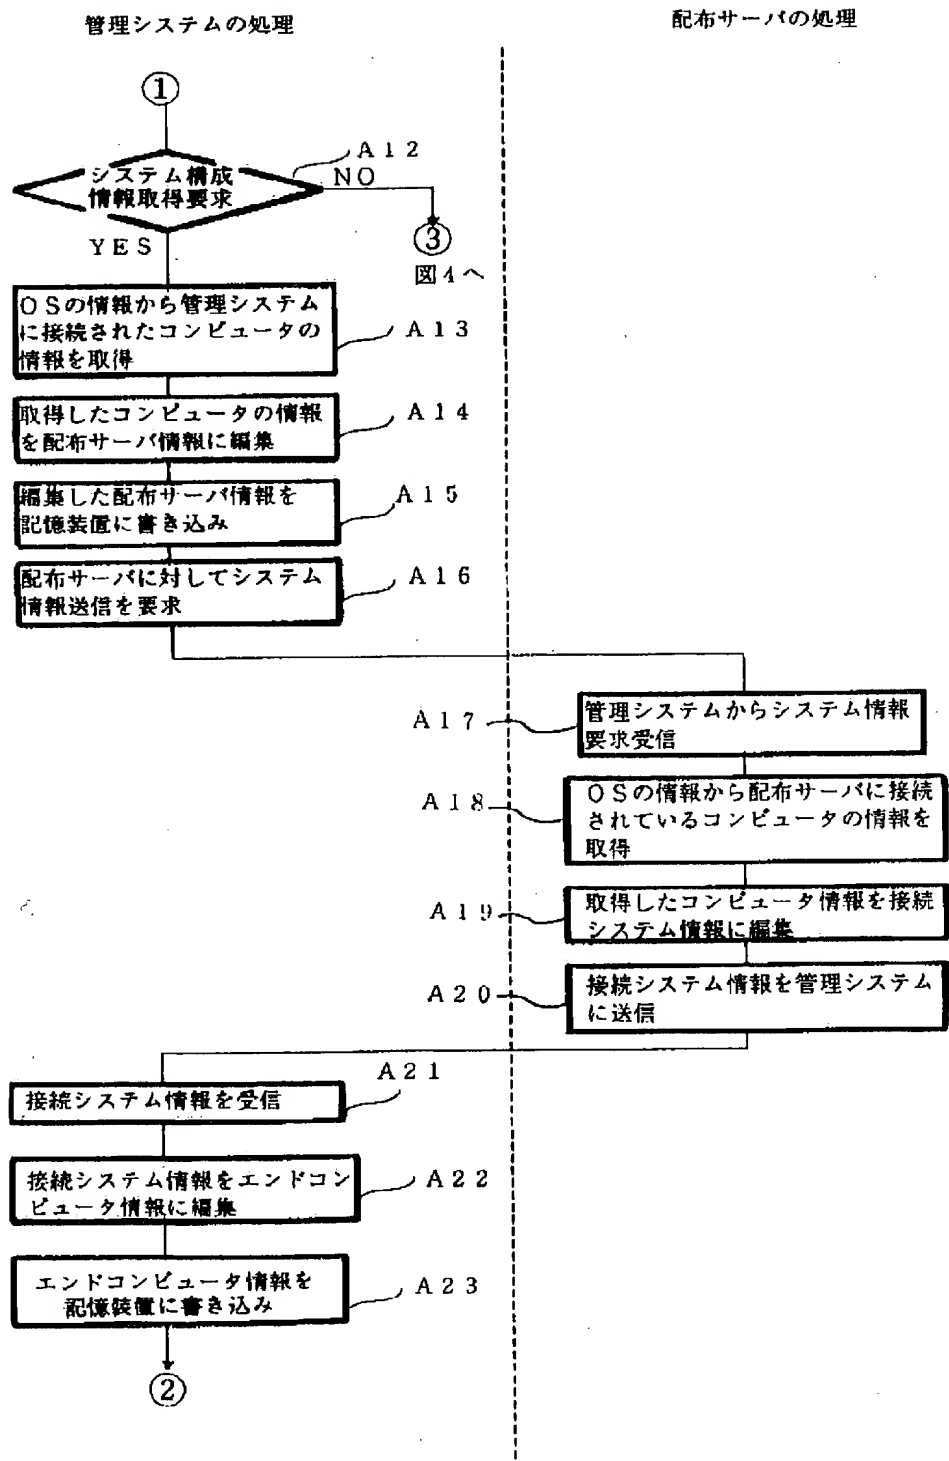 管理システムの処理
配布サーバの処理
①
A12
システム構成
情報取得要求
NO
YES
③
図4へ
OSの情報から管理システム
に接続されたコンピュータの
情報を取得
A13
取得したコンピュータの情報
を配布サーバ情報に編集
A14
編集した配布サーバ情報を
記憶装置に書き込み
A15
配布サーバに対してシステム
情報送信を要求
A16
A17
管理システムからシステム情報
要求受信
A18
OSの情報から配布サーバに接続
されているコンピュータの情報を
取得
A19
取得したコンピュータ情報を接続
システム情報に編集
A20
接続システム情報を管理システム
に送信
A21
接続システム情報を受信
接続システム情報をエンドコン
ピュータ情報に編集
A22
エンドコンピュータ情報を
記憶装置に書き込み
A23
②